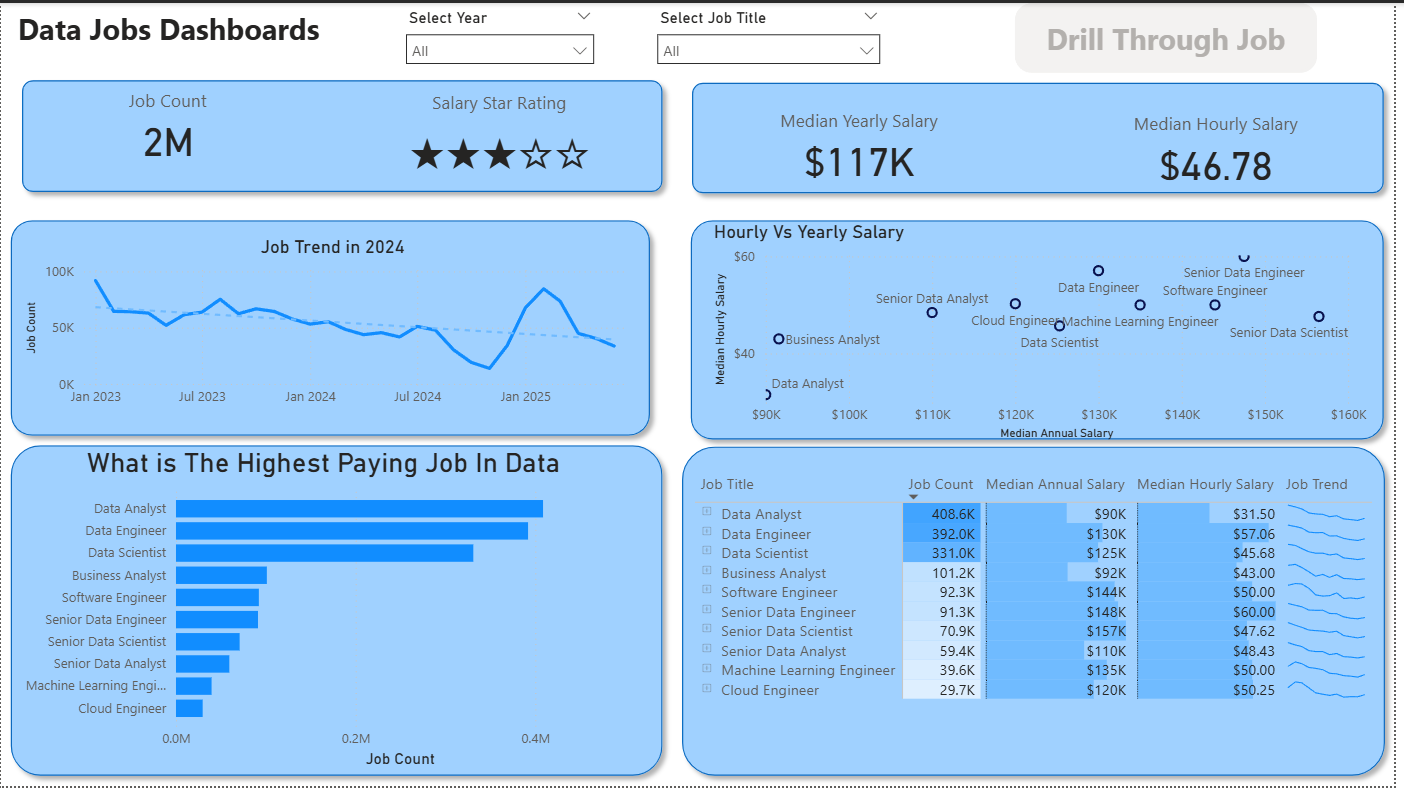 Data Jobs Dashboards
Select Year
All
Select Job Title
All
Drill Through Job
Job Count
2M
Salary Star Rating
★★★☆☆
Median Yearly Salary
$117K
Median Hourly Salary
$46.78
Job Trend in 2024
Job Count
100K
50K
0K
Jan 2023 Jul 2023 Jan 2024 Jul 2024 Jan 2025
Hourly Vs Yearly Salary
Median Hourly Salary
$60
$40
Senior Data Engineer
Data Engineer
Software Engineer
Senior Data Analyst
Cloud Engineer
Machine Learning Engineer
Senior Data Scientist
Data Scientist
Business Analyst
Data Analyst
$90K $100K $110K $120K $130K $140K $150K $160K
Median Annual Salary
What is The Highest Paying Job In Data
Data Analyst
Data Engineer
Data Scientist
Business Analyst
Software Engineer
Senior Data Engineer
Senior Data Scientist
Senior Data Analyst
Machine Learning Engi...
Cloud Engineer
0.0M 0.2M 0.4M
Job Count
Job Title Job Count Median Annual Salary Median Hourly Salary Job Trend
Data Analyst 408.6K $90K $31.50
Data Engineer 392.0K $130K $57.06
Data Scientist 331.0K $125K $45.68
Business Analyst 101.2K $92K $43.00
Software Engineer 92.3K $144K $50.00
Senior Data Engineer 91.3K $148K $60.00
Senior Data Scientist 70.9K $157K $47.62
Senior Data Analyst 59.4K $110K $48.43
Machine Learning Engineer 39.6K $135K $50.00
Cloud Engineer 29.7K $120K $50.25